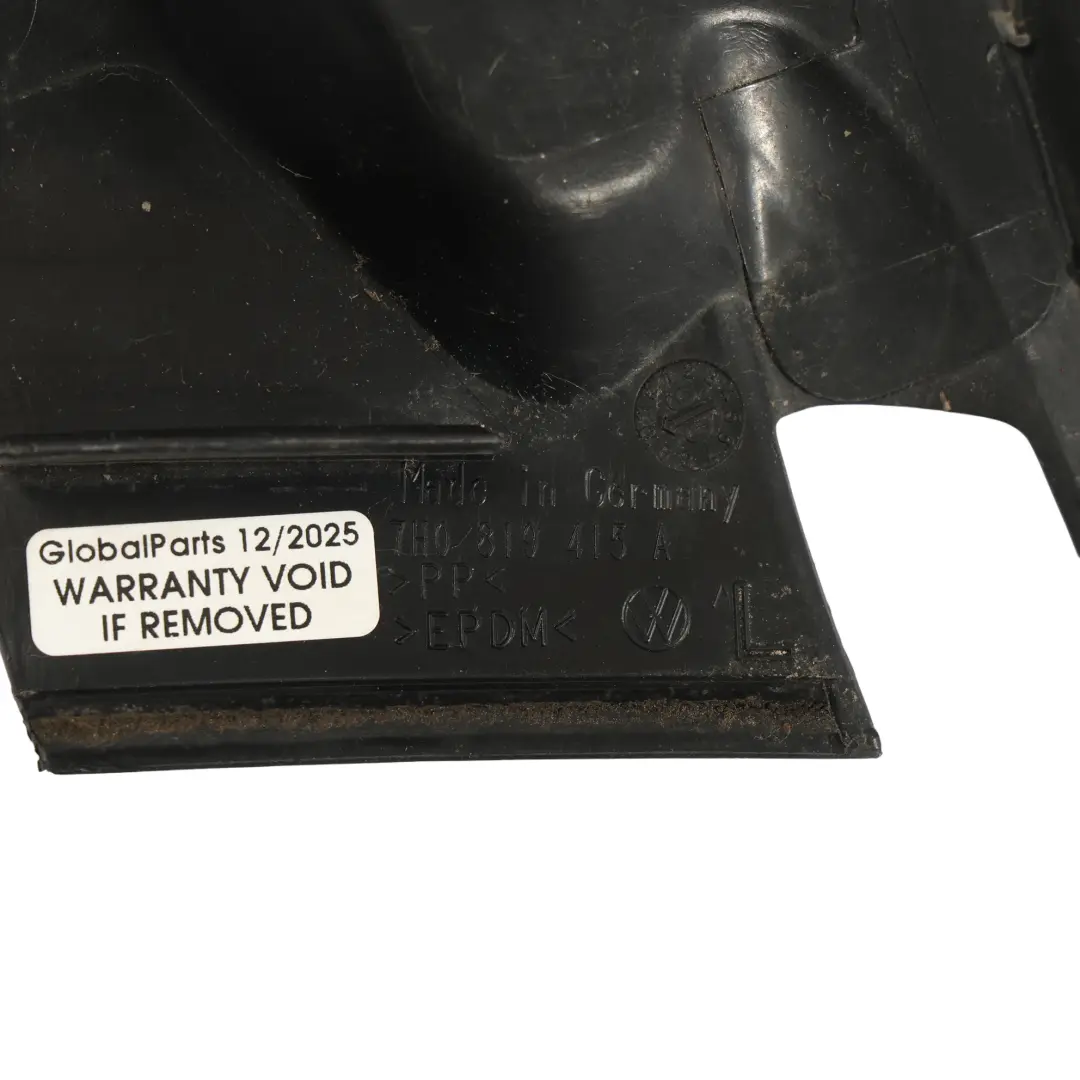 Made in Germany
7H0 819 415 A
>PP<
>EPDM<
L
GlobalParts 12/2025
WARRANTY VOID
IF REMOVED